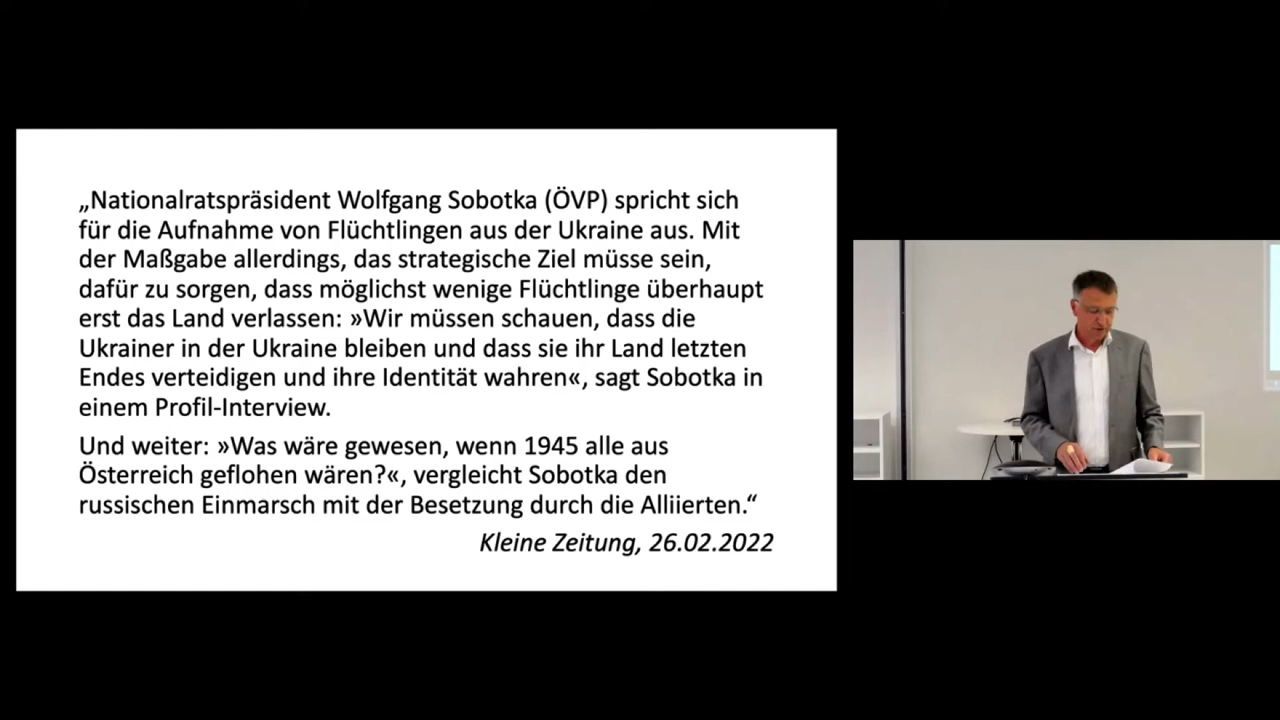 „Nationalratspräsident Wolfgang Sobotka (ÖVP) spricht sich
für die Aufnahme von Flüchtlingen aus der Ukraine aus. Mit
der Maßgabe allerdings, das strategische Ziel müsse sein,
dafür zu sorgen, dass möglichst wenige Flüchtlinge überhaupt
erst das Land verlassen: »Wir müssen schauen, dass die
Ukrainer in der Ukraine bleiben und dass sie ihr Land letzten
Endes verteidigen und ihre Identität wahren«, sagt Sobotka in
einem Profil-Interview.
Und weiter: »Was wäre gewesen, wenn 1945 alle aus
Österreich geflohen wären?«, vergleicht Sobotka den
russischen Einmarsch mit der Besetzung durch die Alliierten.“
Kleine Zeitung, 26.02.2022